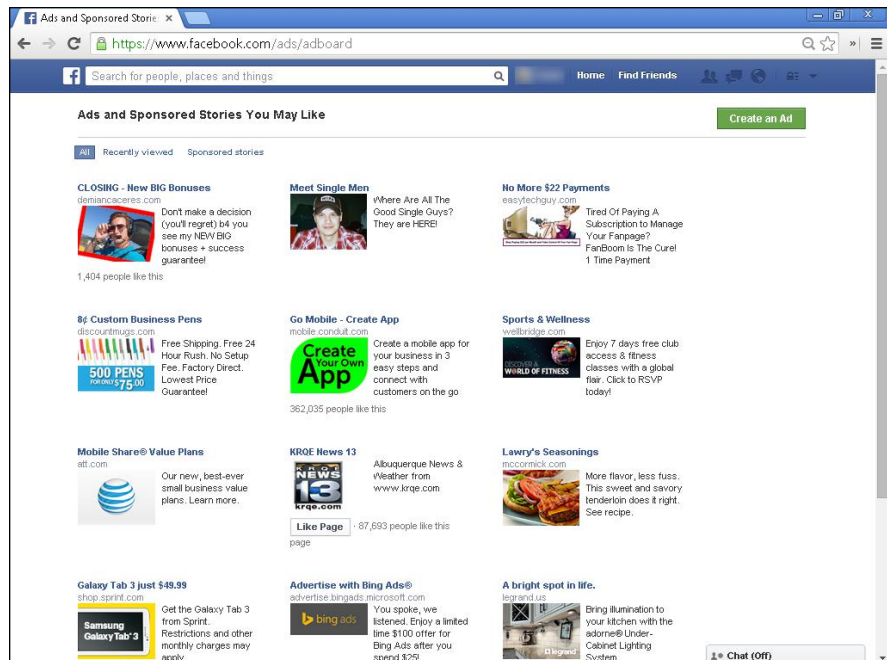 Ads and Sponsored Storie
https://www.facebook.com/ads/adboard
Search for people, places and things
Home Find Friends
Ads and Sponsored Stories You May Like
Create an Ad
All Recently viewed Sponsored stories
CLOSING - New BIG Bonuses
demiancaceres.com
Don't make a decision
(you'll regret) b4 you
see my NEW BIG
bonuses + success
guarantee!
1,404 people like this
Meet Single Men
Where Are All The
Good Single Guys?
They are HERE!
No More $22 Payments
easytechguy.com
Tired Of Paying A
Subscription to Manage
Your Fanpage?
FanBoom Is The Cure!
1 Time Payment
8¢ Custom Business Pens
discountmugs.com
500 PENS
FOR ONLY $75.00
Free Shipping. Free 24
Hour Rush. No Setup
Fee. Factory Direct.
Lowest Price
Guarantee!
Go Mobile - Create App
mobile.conduit.com
Create
Your Own
App
Create a mobile app for
your business in 3
easy steps and
connect with
customers on the go
362,035 people like this
Sports & Wellness
wellbridge.com
DISCOVER A
WORLD OF FITNESS
Enjoy 7 days free club
access & fitness
classes with a global
flair. Click to RSVP
today!
Mobile Share® Value Plans
att.com
Our new, best-ever
small business value
plans. Learn more.
KRQE News 13
KRQE
NEWS
13
krqe.com
Albuquerque News &
Weather from
www.krqe.com
Like Page · 87,693 people like this
page
Lawry's Seasonings
mccormick.com
More flavor, less fuss.
This sweet and savory
tenderloin does it right.
See recipe.
Galaxy Tab 3 just $49.99
shop.sprint.com
Samsung
Galaxy Tab® 3
Get the Galaxy Tab 3
from Sprint.
Restrictions and other
monthly charges may
apply.
Advertise with Bing Ads®
advertise.bingads.microsoft.com
bing ads
You spoke, we
listened. Enjoy a limited
time $100 offer for
Bing Ads after you
spend $25!
A bright spot in life.
legrand.us
legrand
Bring illumination to
your kitchen with the
adorne® Under-
Cabinet Lighting
System
Chat (Off)